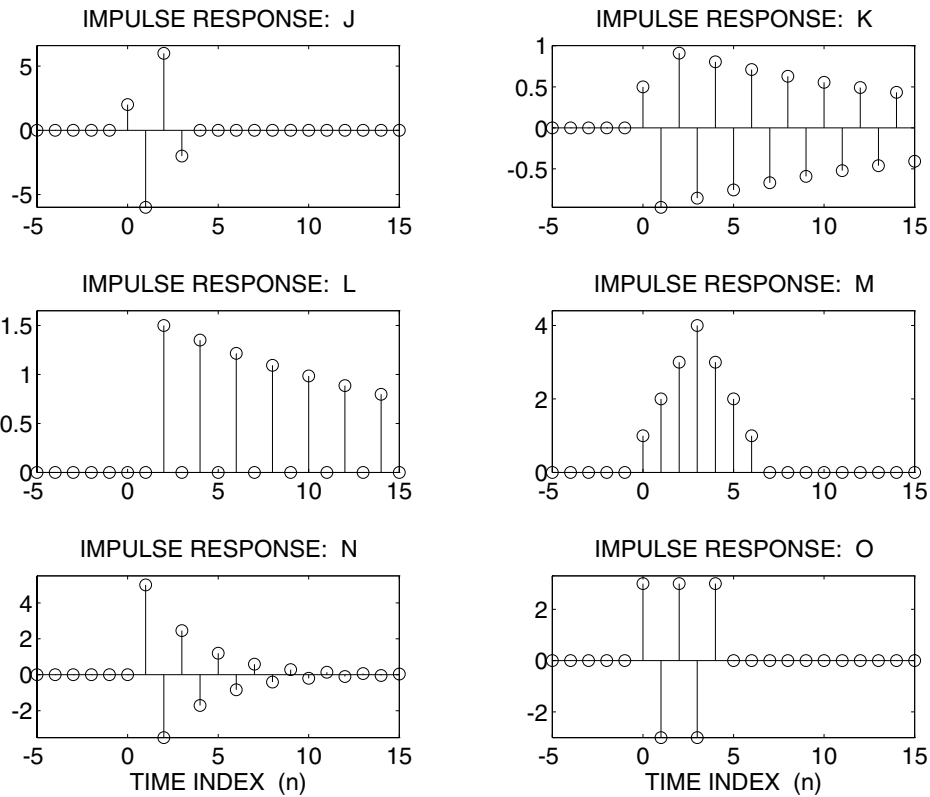 IMPULSE RESPONSE: J
5
0
-5
-5 0 5 10 15
IMPULSE RESPONSE: K
1
0.5
0
-0.5
-5 0 5 10 15
IMPULSE RESPONSE: L
1.5
1
0.5
0
-5 0 5 10 15
IMPULSE RESPONSE: M
4
2
0
-5 0 5 10 15
IMPULSE RESPONSE: N
4
2
0
-2
-5 0 5 10 15
TIME INDEX (n)
IMPULSE RESPONSE: O
2
0
-2
-5 0 5 10 15
TIME INDEX (n)